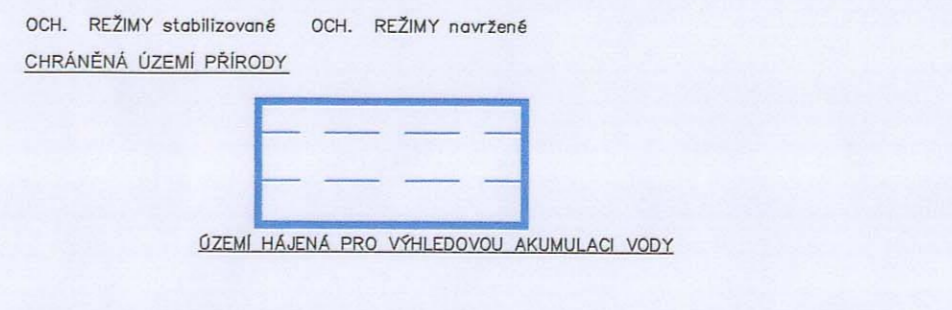 OCH. REŽIMY stabilizované OCH. REŽIMY navržené
CHRÁNĚNÁ ÚZEMÍ PŘÍRODY
ÚZEMÍ HÁJENÁ PRO VÝHLEDOVOU AKUMULACI VODY